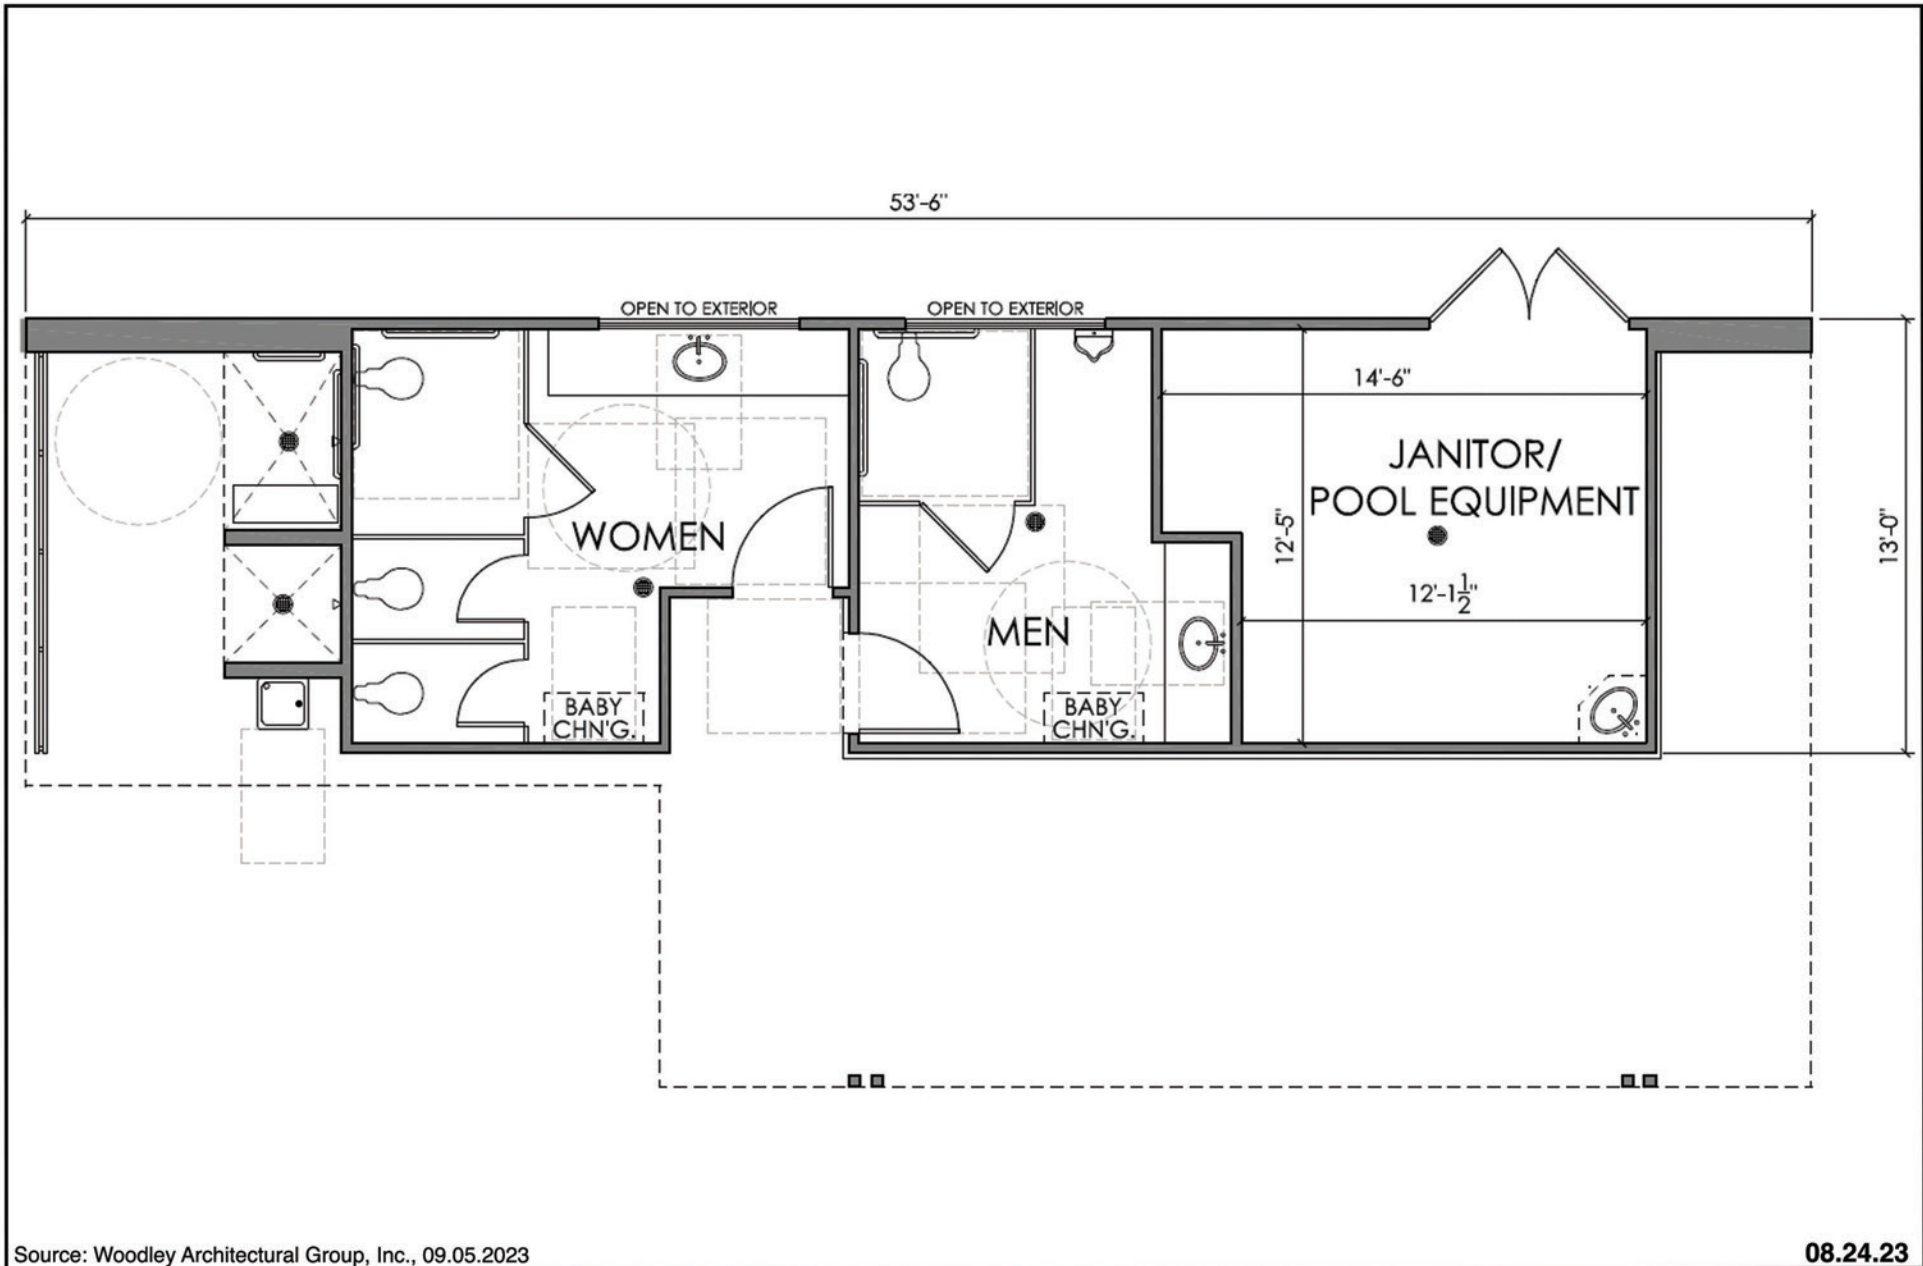 53'-6"
OPEN TO EXTERIOR
OPEN TO EXTERIOR
14'-6"
JANITOR/
POOL EQUIPMENT
WOMEN
12'-5"
13'-0"
12'-1 1/2"
MEN
BABY
CHN'G.
BABY
CHN'G.
Source: Woodley Architectural Group, Inc., 09.05.2023
08.24.23